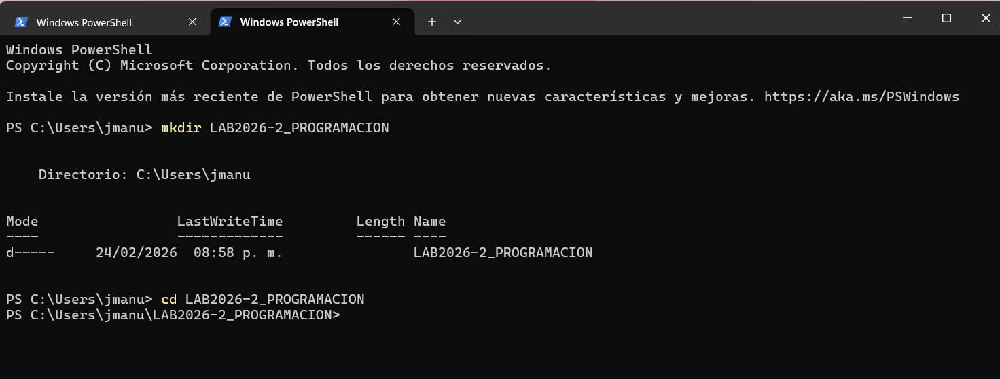 Windows PowerShell
Windows PowerShell
Windows PowerShell
Copyright (C) Microsoft Corporation. Todos los derechos reservados.
Instale la versión más reciente de PowerShell para obtener nuevas características y mejoras. https://aka.ms/PSWindows
PS C:\Users\jmanu> mkdir LAB2026-2_PROGRAMACION
Directorio: C:\Users\jmanu
Mode LastWriteTime Length Name
---- ------------- ------ ----
d----- 24/02/2026 08:58 p. m. LAB2026-2_PROGRAMACION
PS C:\Users\jmanu> cd LAB2026-2_PROGRAMACION
PS C:\Users\jmanu\LAB2026-2_PROGRAMACION>